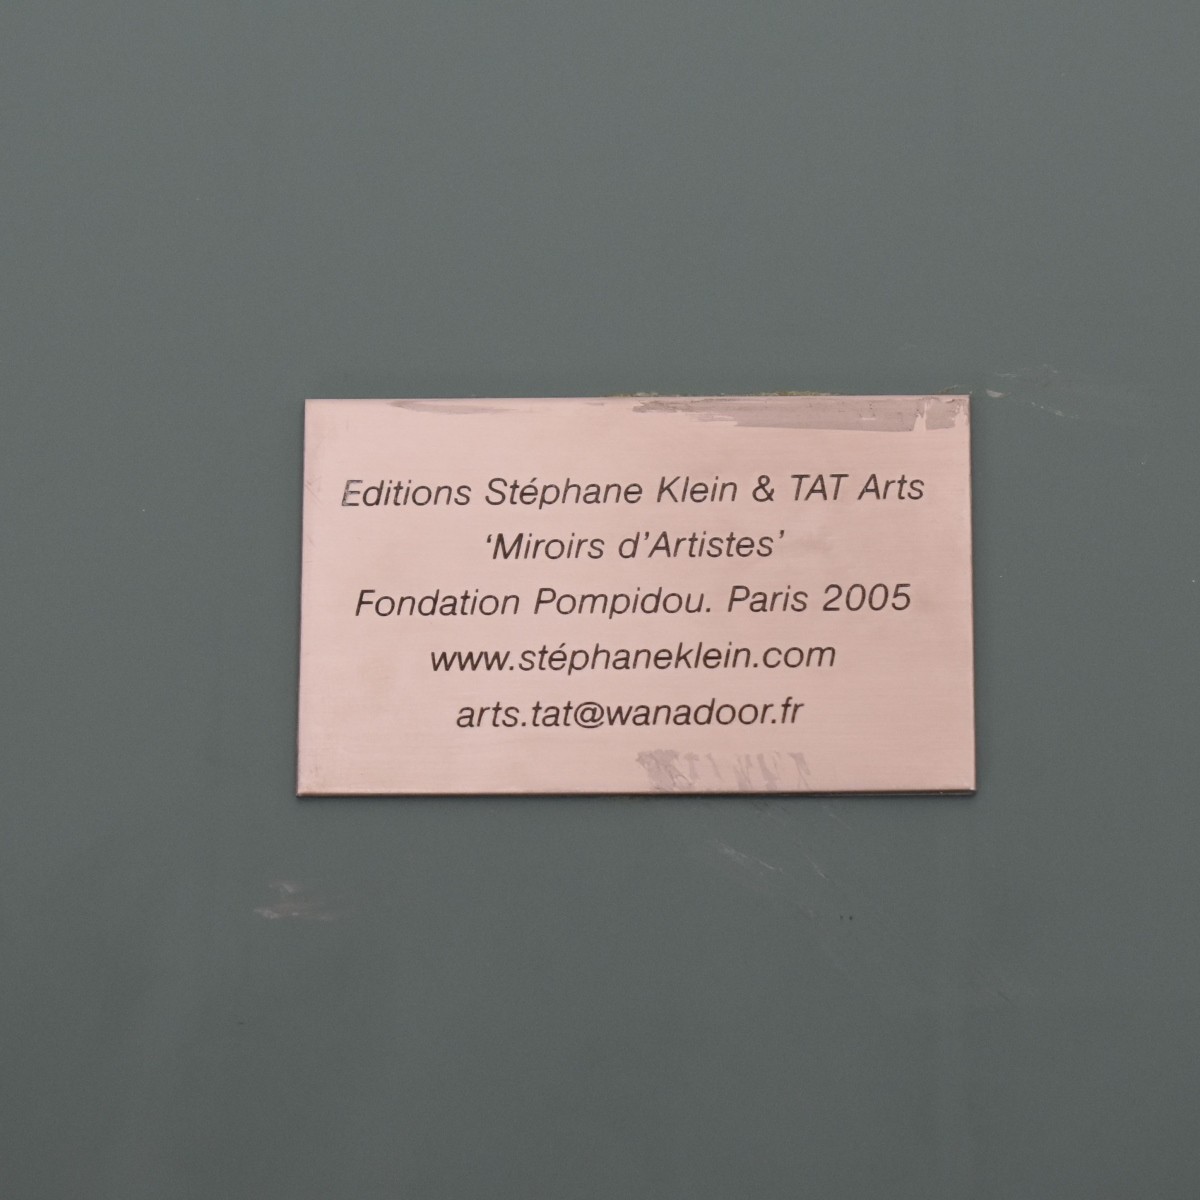 Editions Stéphane Klein & TAT Arts
‘Miroirs d’Artistes’
Fondation Pompidou. Paris 2005
www.stéphaneklein.com
arts.tat@wanadoor.fr